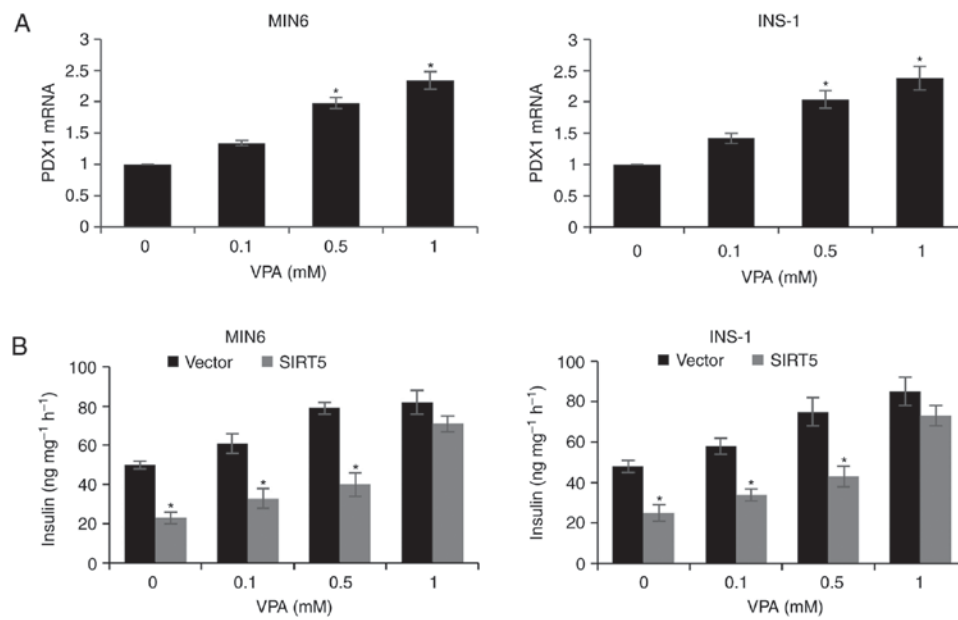 A
MIN6
PDX1 mRNA
3
2.5
2
1.5
1
0.5
0
*
*
0 0.1 0.5 1
VPA (mM)
INS-1
PDX1 mRNA
3
2.5
2
1.5
1
0.5
0
*
*
0 0.1 0.5 1
VPA (mM)
B
MIN6
Vector SIRT5
Insulin (ng mg⁻¹ h⁻¹)
100
80
60
40
20
0
*
*
*
0 0.1 0.5 1
VPA (mM)
INS-1
Vector SIRT5
Insulin (ng mg⁻¹ h⁻¹)
100
80
60
40
20
0
*
*
*
0 0.1 0.5 1
VPA (mM)